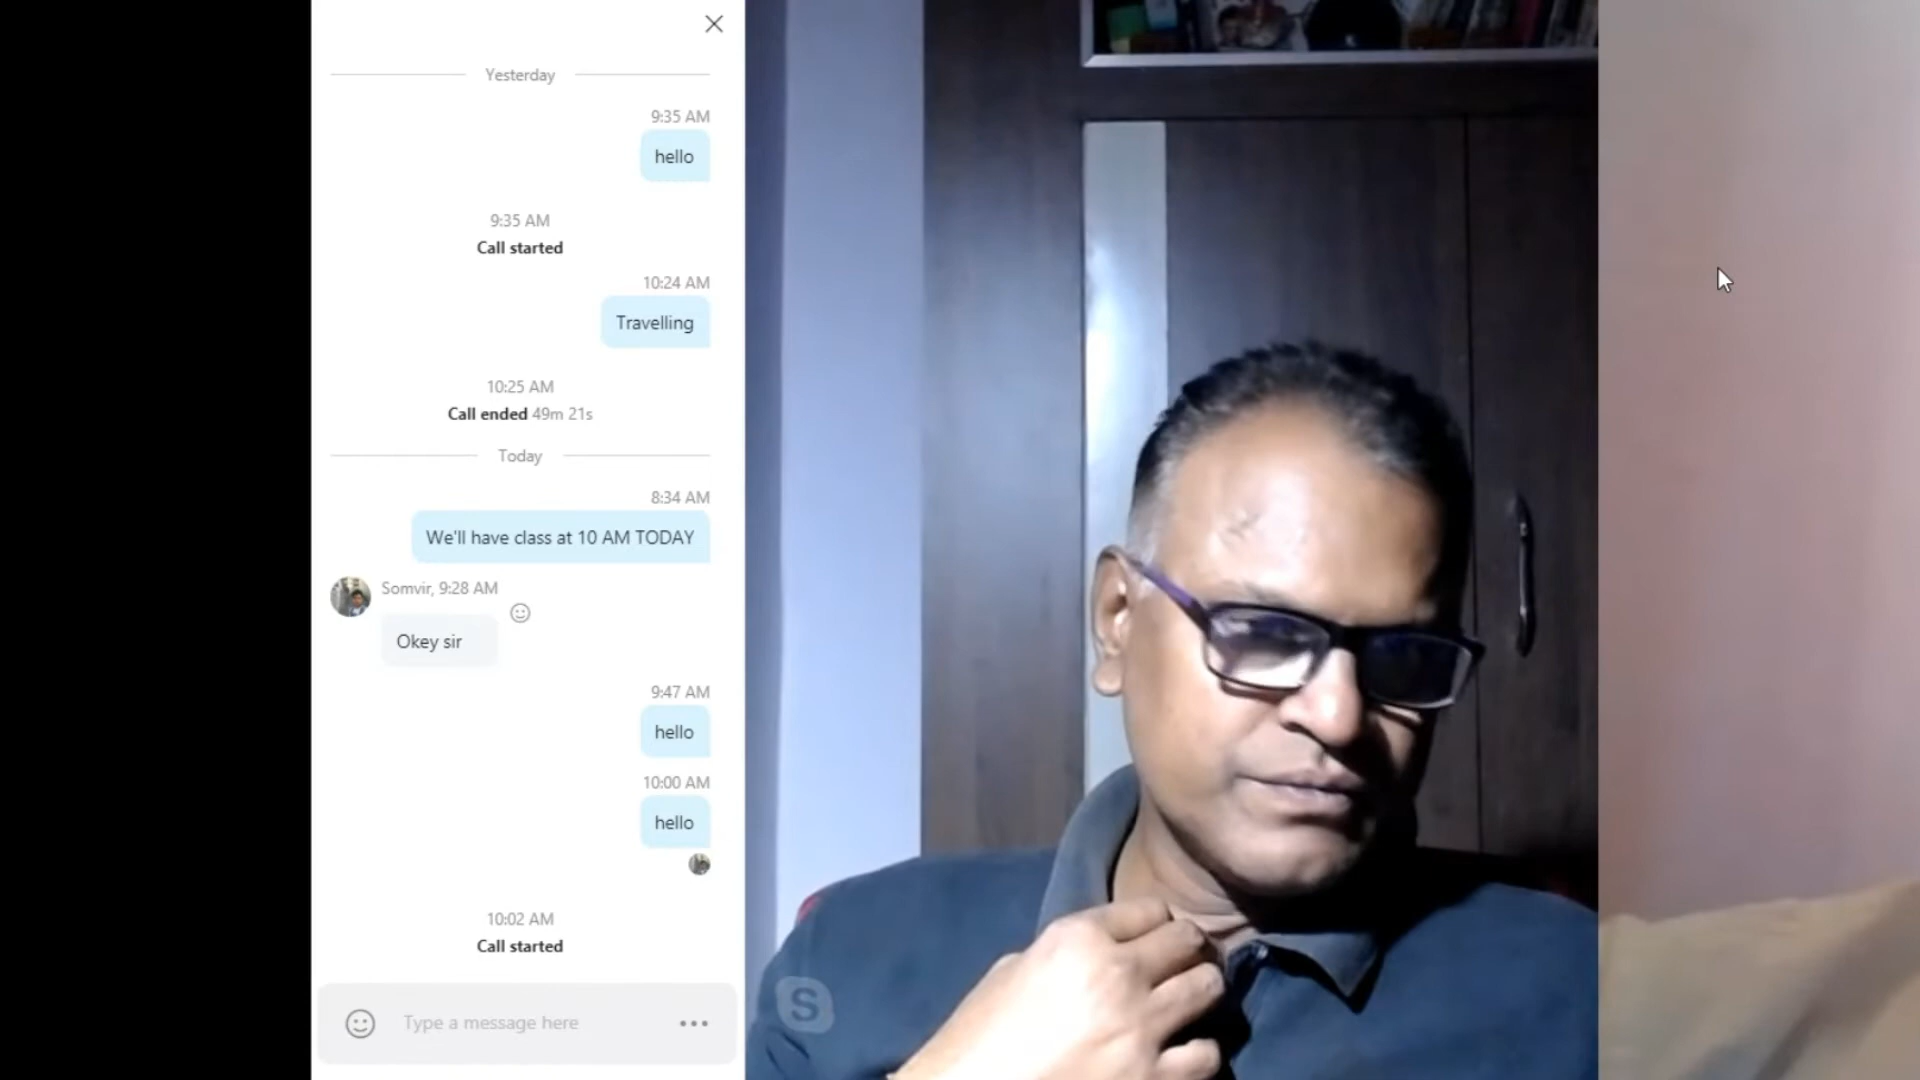 Yesterday
9:35 AM
hello
9:35 AM
Call started
10:24 AM
Travelling
10:25 AM
Call ended 49m 21s
Today
8:34 AM
We'll have class at 10 AM TODAY
Somvir, 9:28 AM
Okey sir
9:47 AM
hello
10:00 AM
hello
10:02 AM
Call started
Type a message here
S